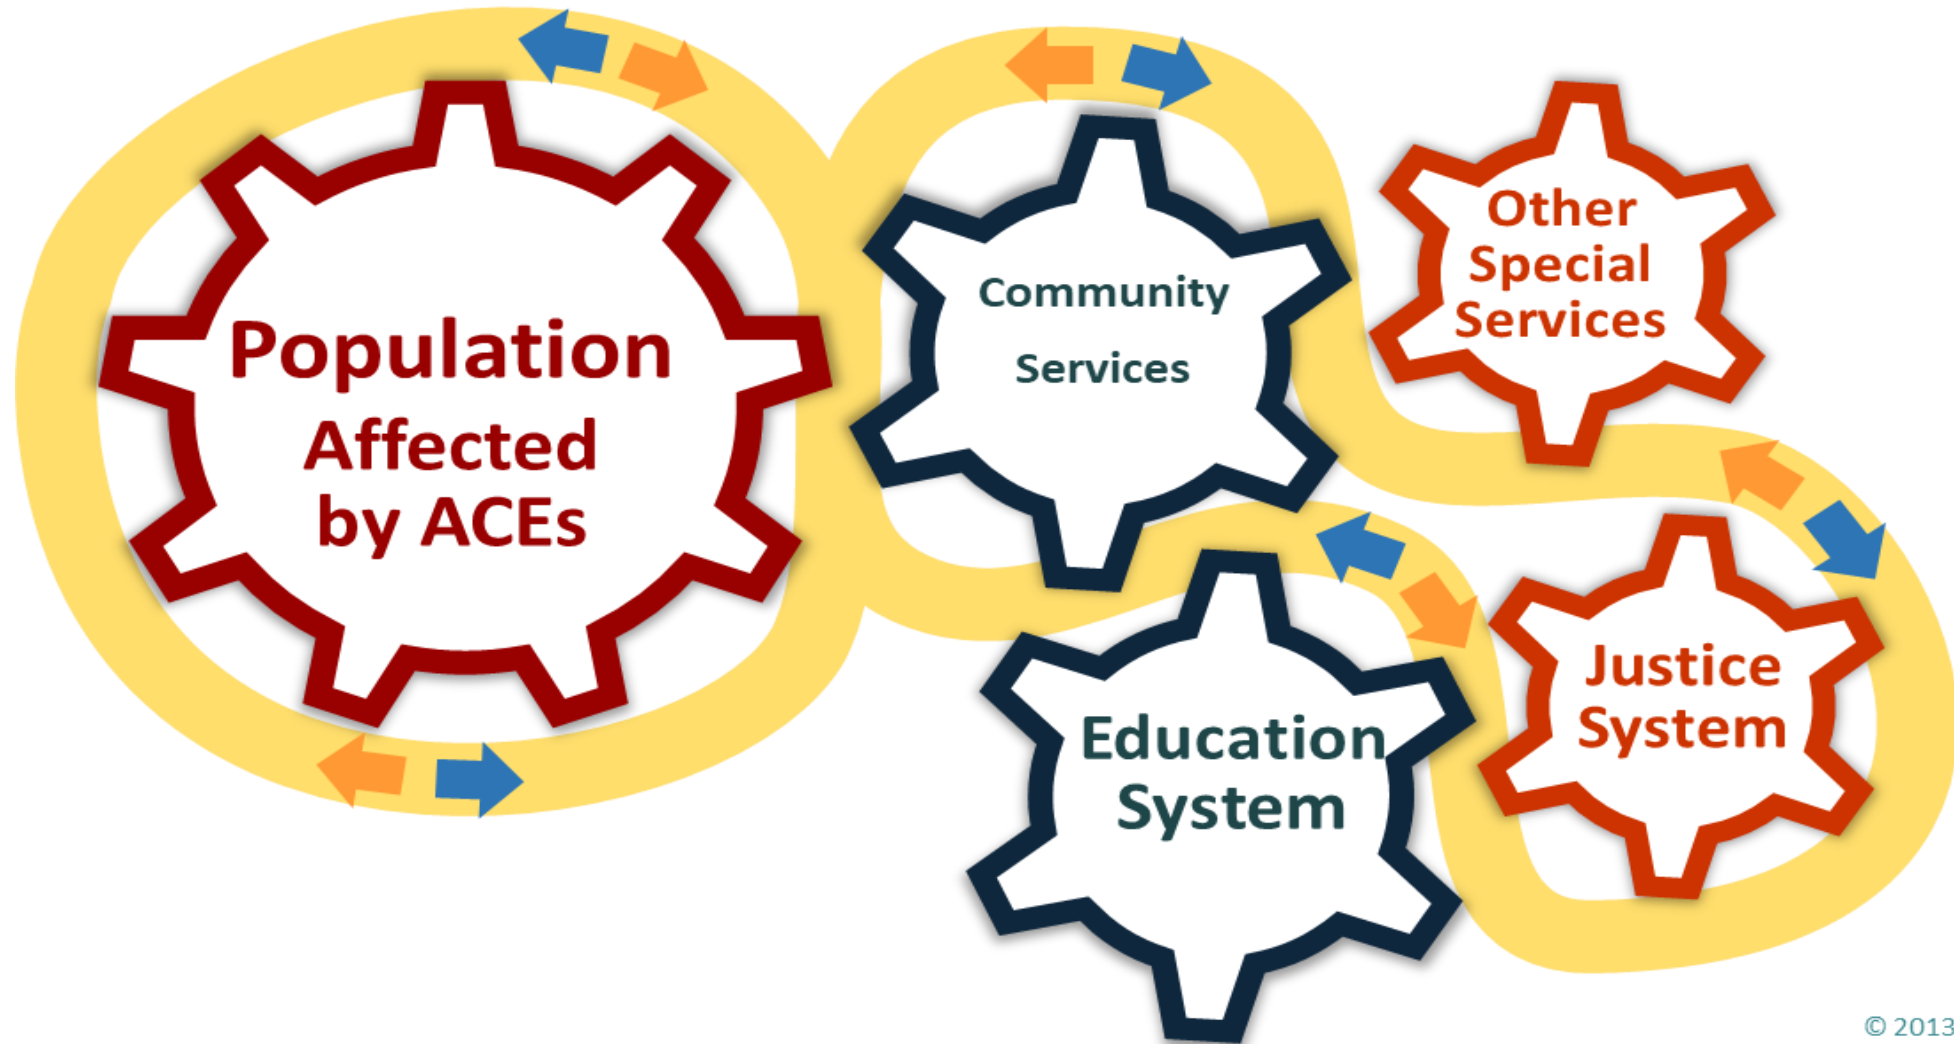 Population
Affected
by ACEs
Community
Services
Other
Special
Services
Education
System
Justice
System
© 2013